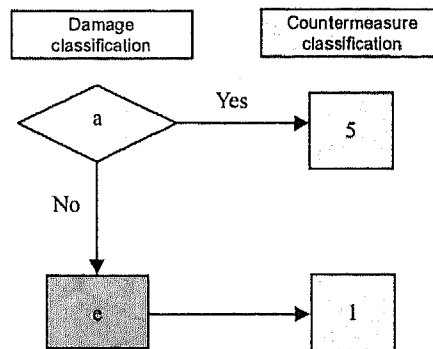 Damage
classification
Countermeasure
classification
a
Yes
5
No
e
1